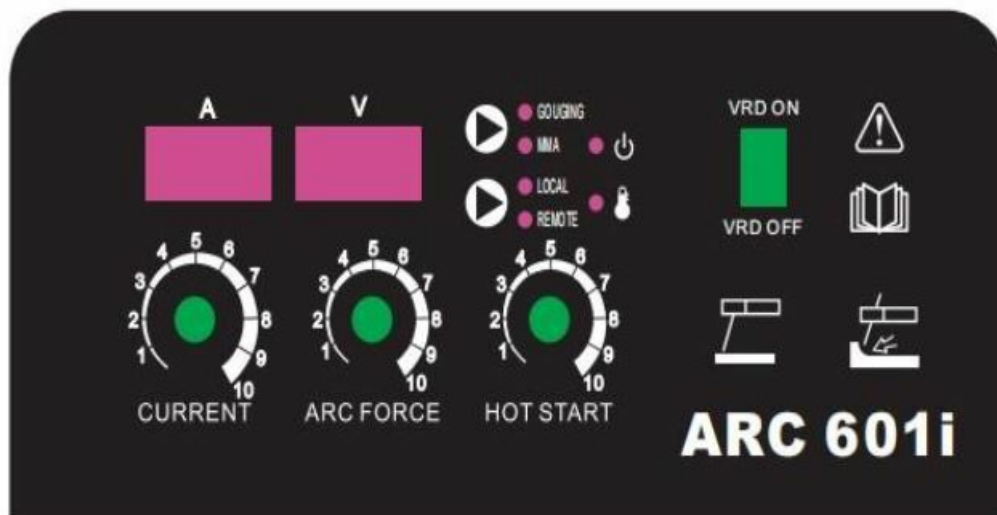 A V
GOUGING
MMA
LOCAL
REMOTE
VRD ON
VRD OFF
1 2 3 4 5 6 7 8 9 10
CURRENT
1 2 3 4 5 6 7 8 9 10
ARC FORCE
1 2 3 4 5 6 7 8 9 10
HOT START
ARC 601i